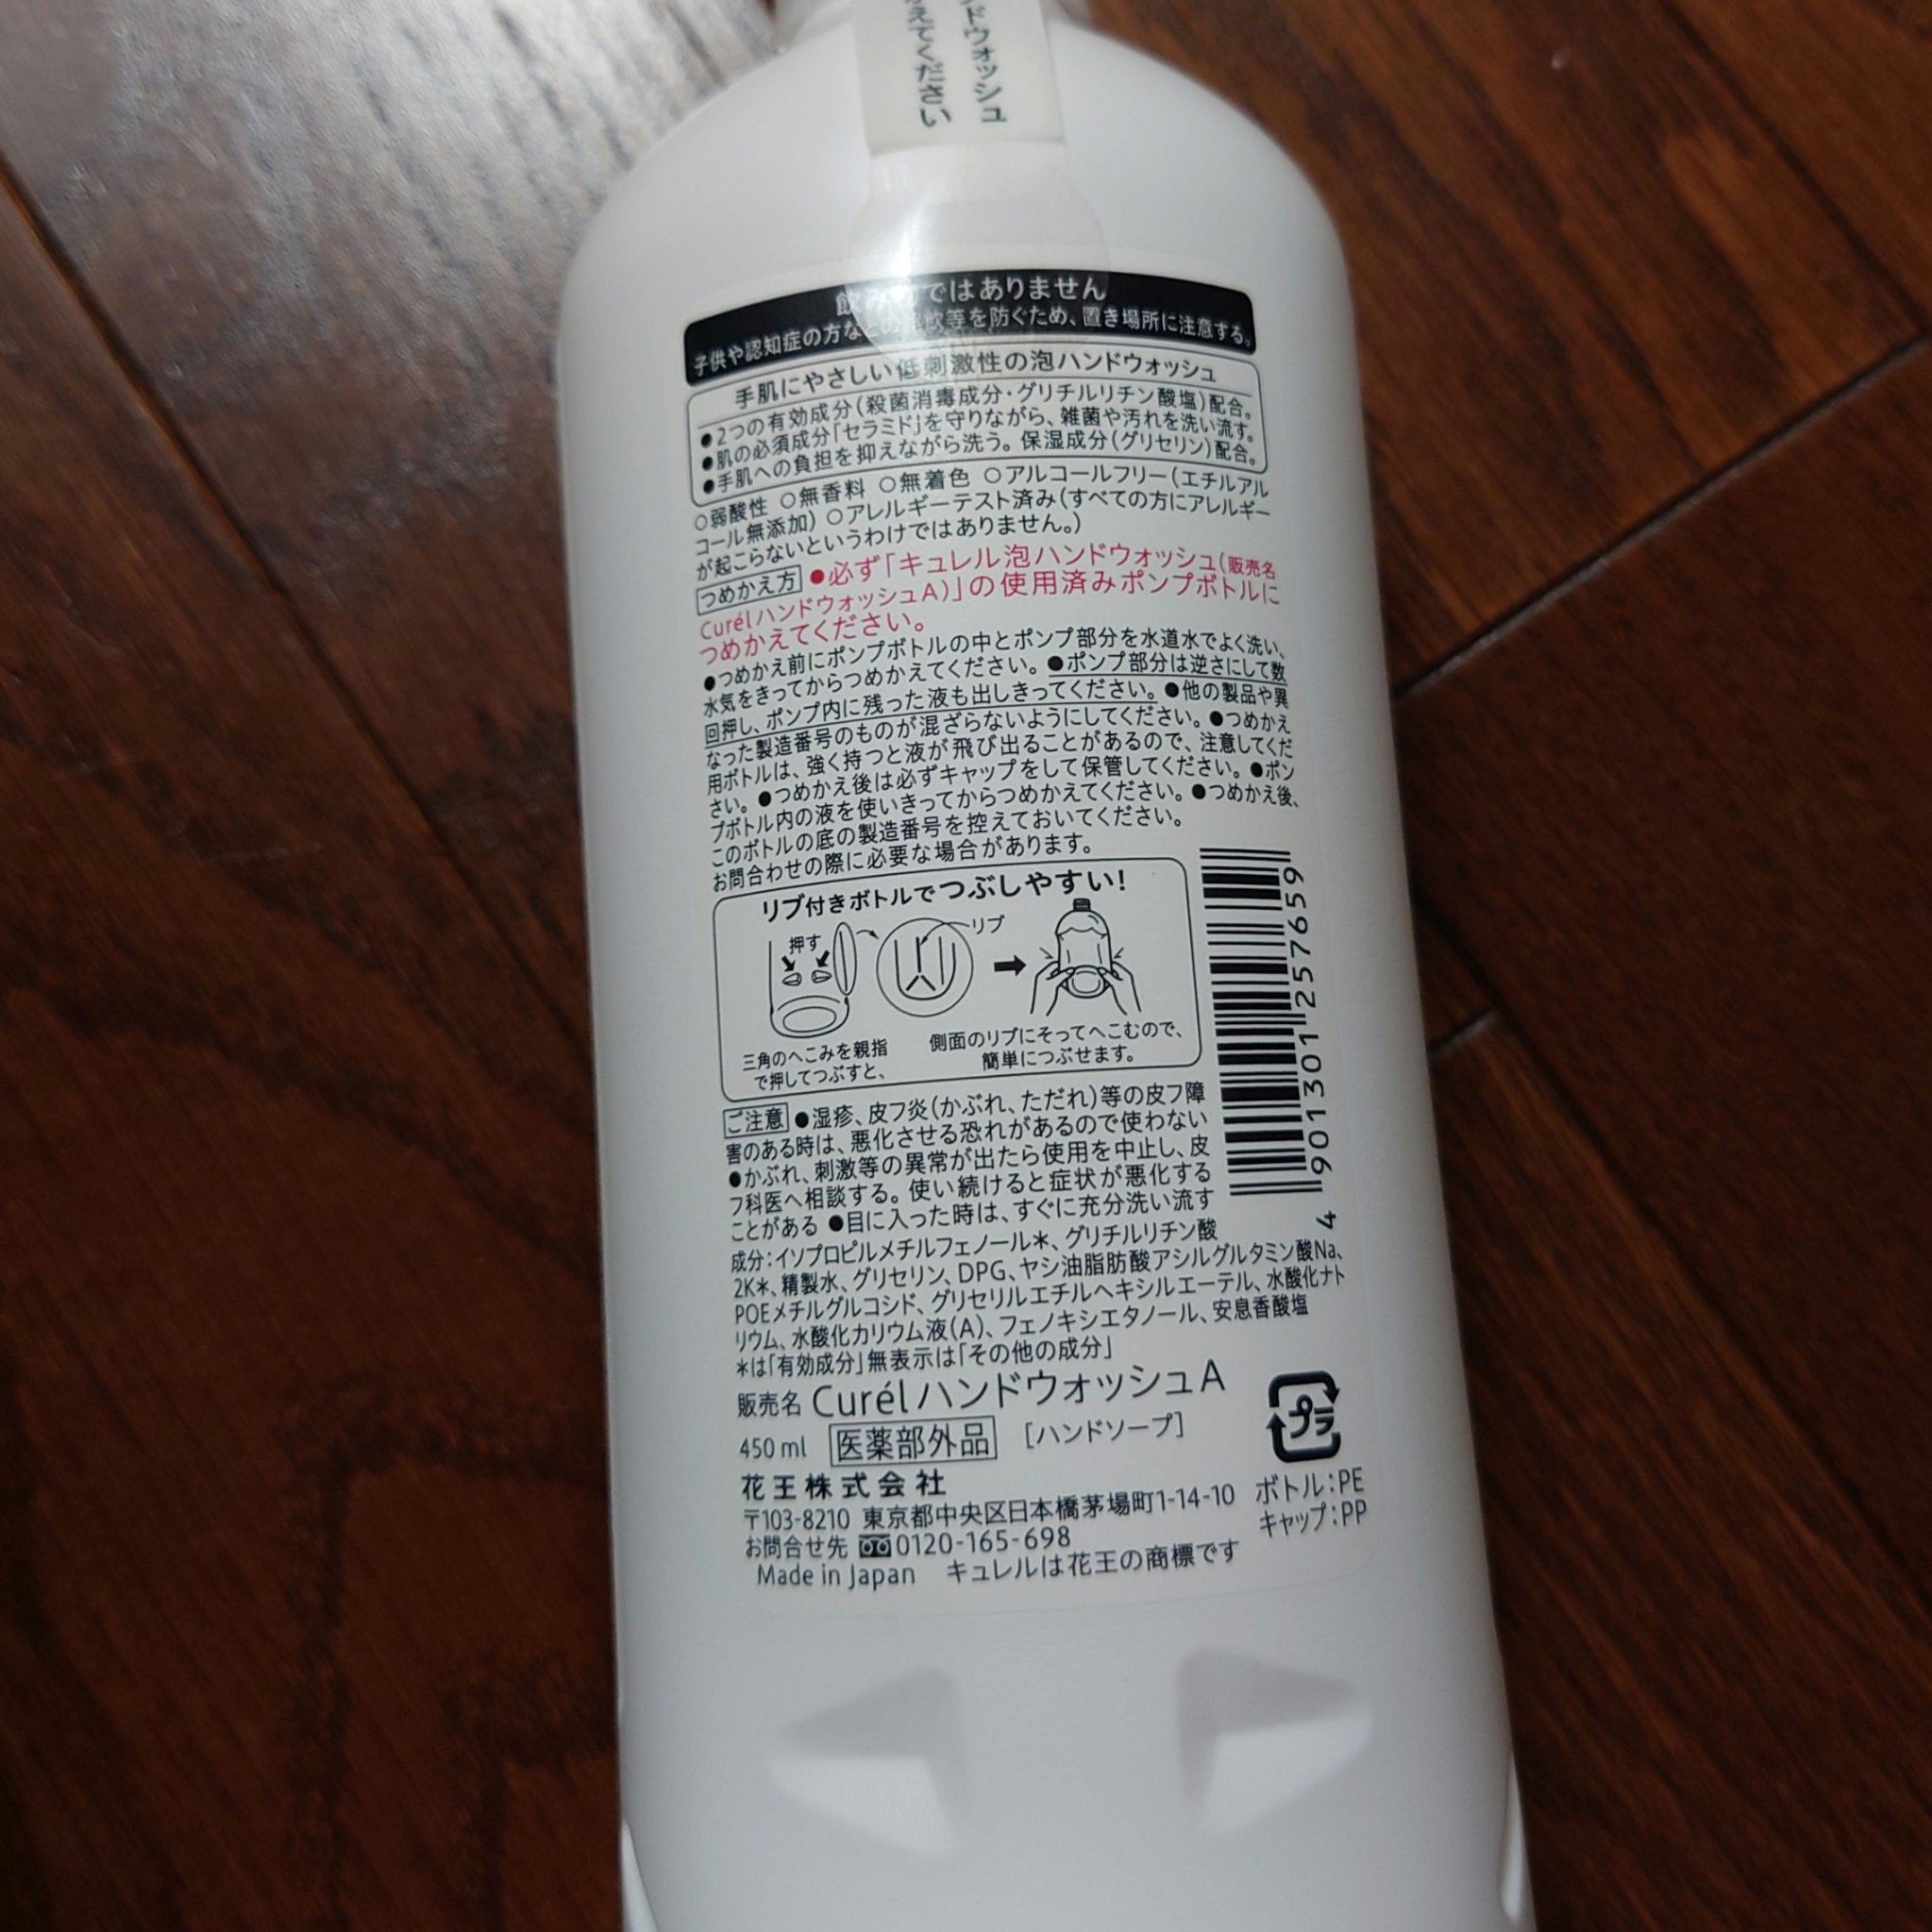 ドウォッシュ
えてください
飲み物ではありません
子供や認知症の方などの誤飲等を防ぐため、置き場所に注意する。
手肌にやさしい低刺激性の泡ハンドウォッシュ
●2つの有効成分(殺菌消毒成分・グリチルリチン酸塩)配合。
●肌の必須成分「セラミド」を守りながら、雑菌や汚れを洗い流す。
●手肌への負担を抑えながら洗う。保湿成分(グリセリン)配合。
○弱酸性 ○無香料 ○無着色 ○アルコールフリー(エチルアル
コール無添加) ○アレルギーテスト済み(すべての方にアレルギー
が起こらないというわけではありません。)
つめかえ方 ●必ず「キュレル泡ハンドウォッシュ(販売名
CurélハンドウォッシュA)」の使用済みポンプボトルに
つめかえてください。
●つめかえ前にポンプボトルの中とポンプ部分を水道水でよく洗い、
水気をきってからつめかえてください。●ポンプ部分は逆さにして数
回押し、ポンプ内に残った液も出しきってください。●他の製品や異
なった製造番号のものが混ざらないようにしてください。●つめかえ
用ボトルは、強く持つと液が飛び出ることがあるので、注意してくだ
さい。●つめかえ後は必ずキャップをして保管してください。●ポン
プボトル内の液を使いきってからつめかえてください。●つめかえ後、
このボトルの底の製造番号を控えておいてください。
お問合わせの際に必要な場合があります。
リブ付きボトルでつぶしやすい!
押す
リブ
三角のへこみを親指
で押してつぶすと、
側面のリブにそってへこむので、
簡単につぶせます。
4 901301 257659
ご注意 ●湿疹、皮フ炎(かぶれ、ただれ)等の皮フ障
害のある時は、悪化させる恐れがあるので使わない
●かぶれ、刺激等の異常が出たら使用を中止し、皮
フ科医へ相談する。使い続けると症状が悪化する
ことがある ●目に入った時は、すぐに充分洗い流す
成分:イソプロピルメチルフェノール＊、グリチルリチン酸
2K＊、精製水、グリセリン、DPG、ヤシ油脂肪酸アシルグルタミン酸Na、
POEメチルグルコシド、グリセリルエチルヘキシルエーテル、水酸化ナト
リウム、水酸化カリウム液(A)、フェノキシエタノール、安息香酸塩
＊は「有効成分」無表示は「その他の成分」
販売名 CurélハンドウォッシュA
450 ml 医薬部外品 [ハンドソープ]
プラ
ボトル:PE
キャップ:PP
花王株式会社
〒103-8210 東京都中央区日本橋茅場町1-14-10
お問合せ先 0120-165-698
Made in Japan キュレルは花王の商標です